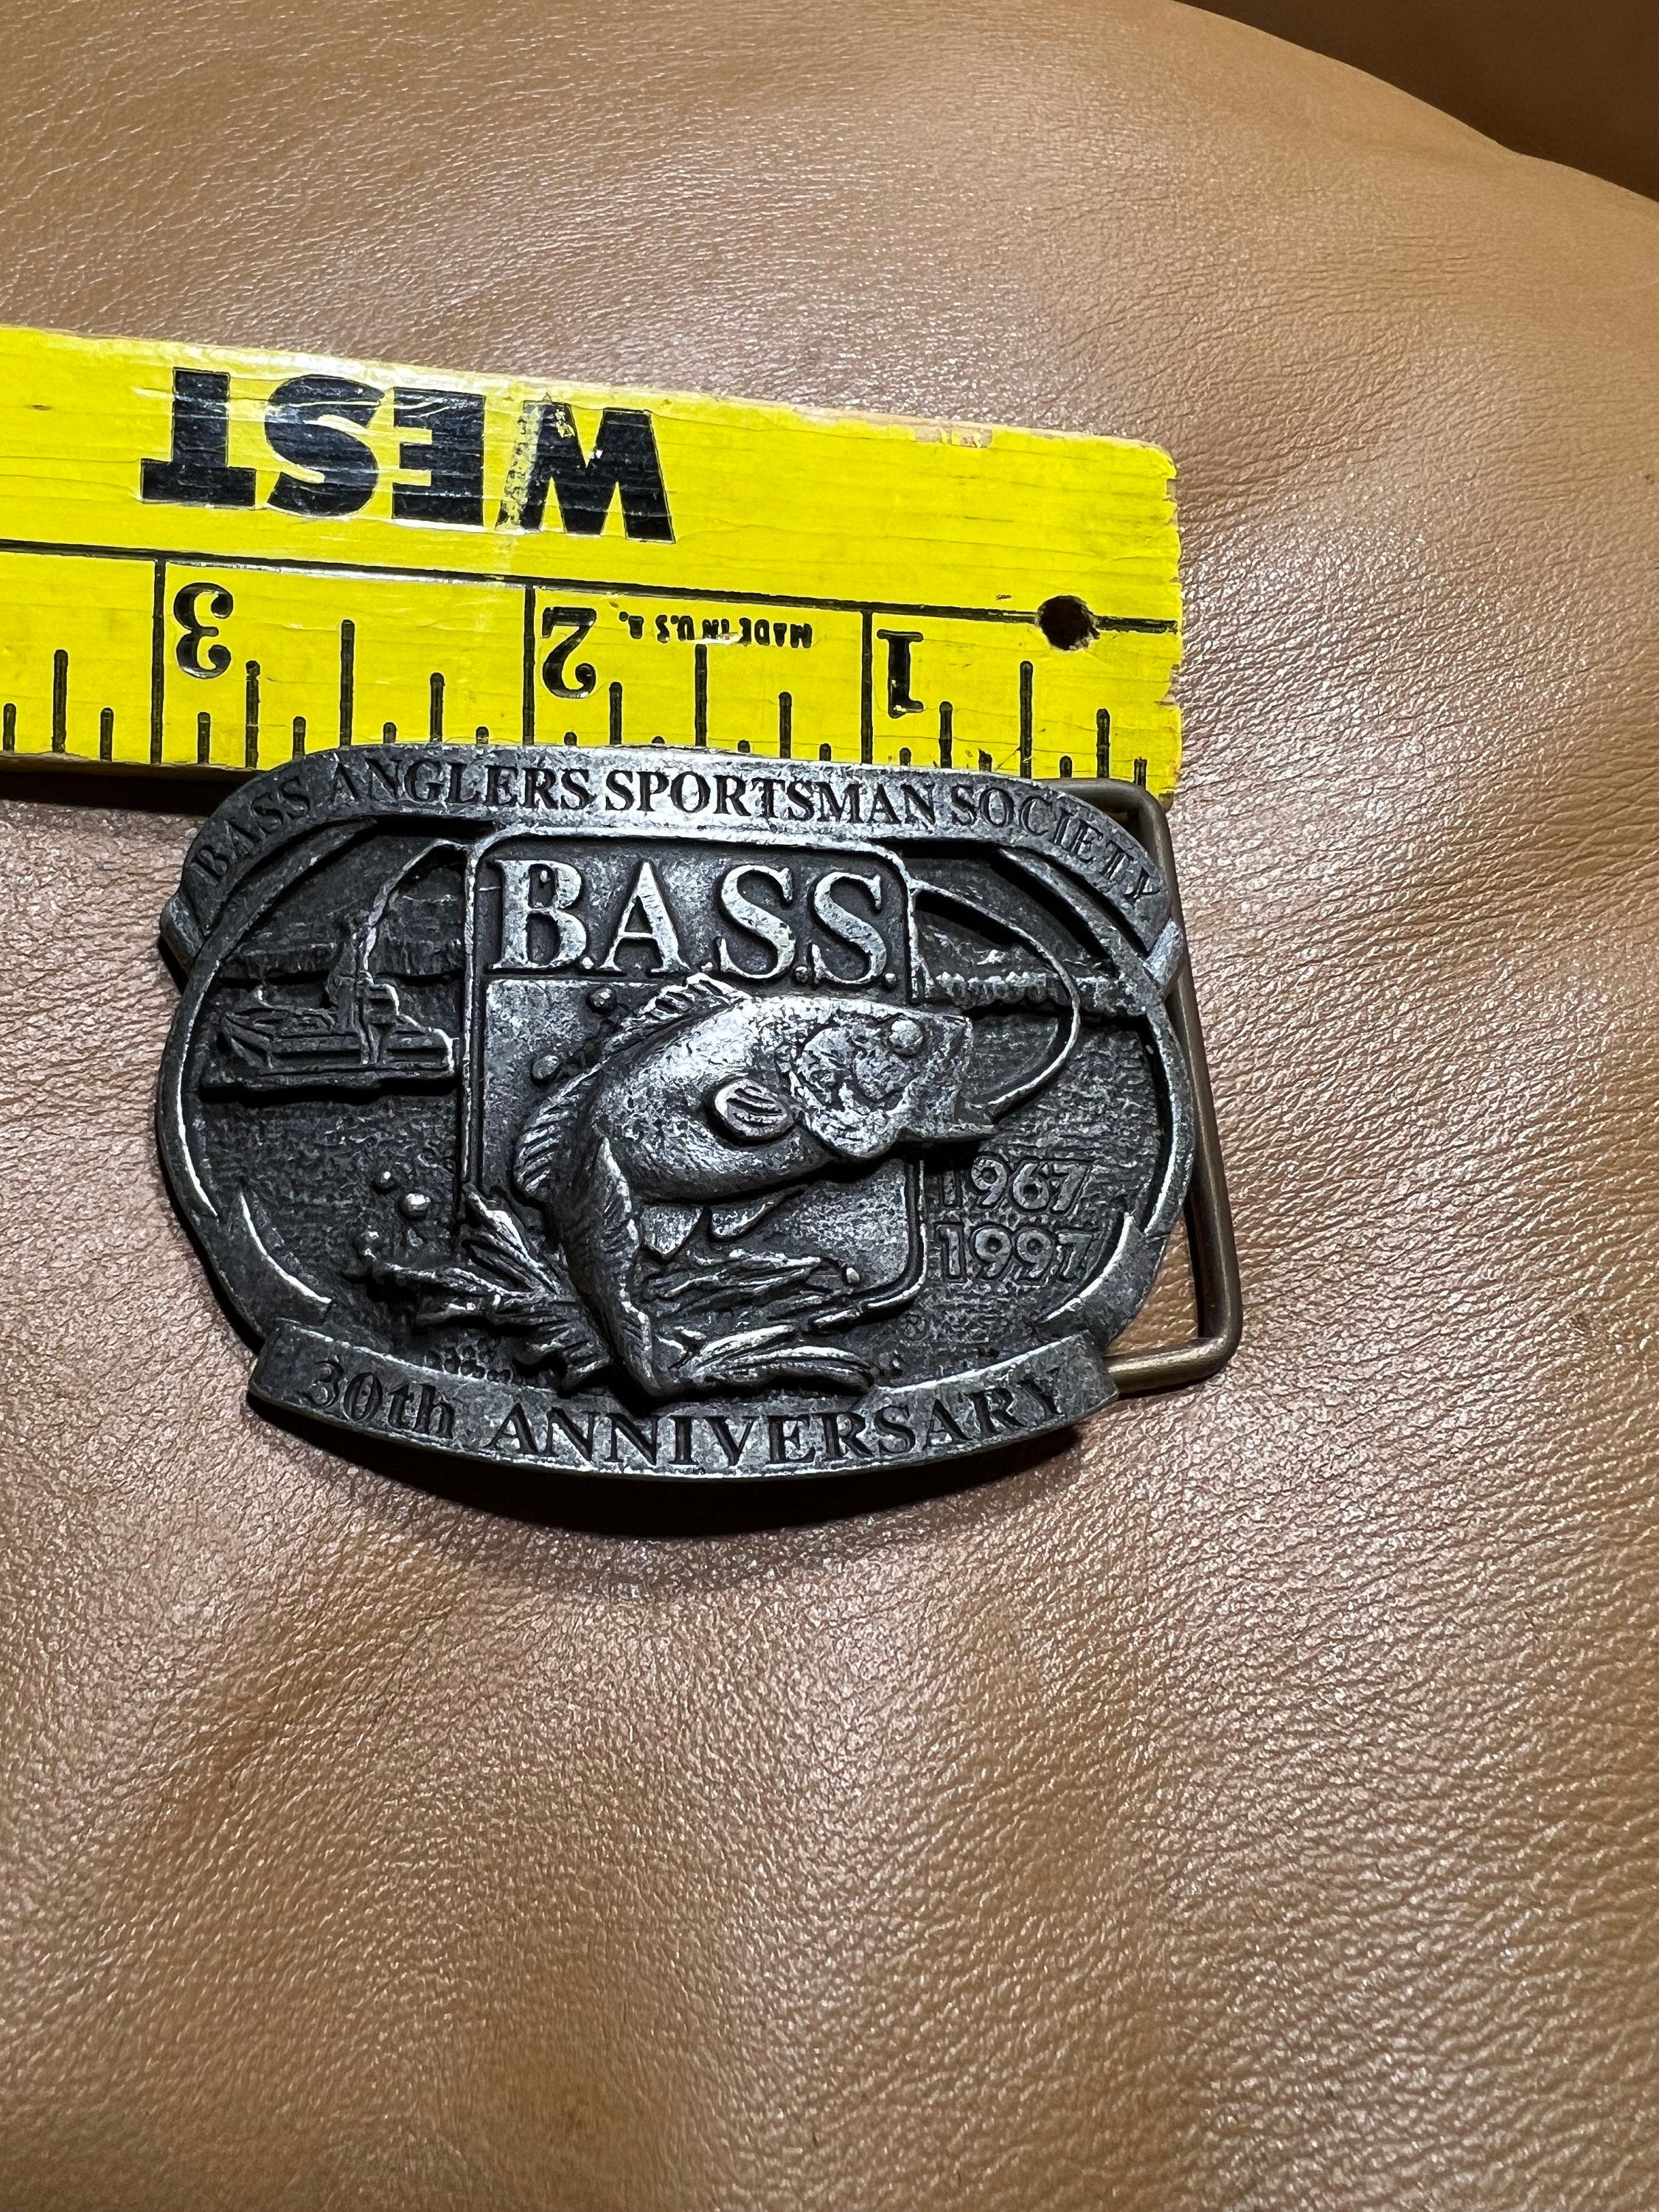 WEST
3 2 MADE IN U.S.A. 1
BASS ANGLERS SPORTSMAN SOCIETY
B.A.S.S.
1967
1997
30th ANNIVERSARY